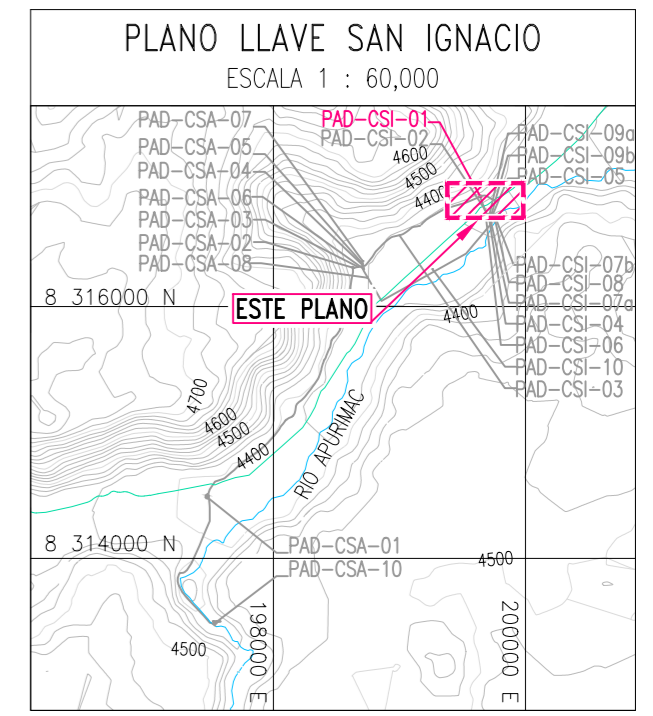 PLANO LLAVE SAN IGNACIO
ESCALA 1 : 60,000
PAD-CSA-07
PAD-CSA-05
PAD-CSA-04
PAD-CSA-06
PAD-CSA-03
PAD-CSA-02
PAD-CSA-08
PAD-CSI-01
PAD-CSI-02
4600
4500
4400
PAD-CSI-09a
PAD-CSI-09b
PAD-CSI-05
PAD-CSI-07b
PAD-CSI-08
PAD-CSI-07a
PAD-CSI-04
PAD-CSI-06
PAD-CSI-10
PAD-CSI-03
8 316000 N
ESTE PLANO
4400
4700
4600
4500
4400
RIO APURIMAC
8 314000 N
PAD-CSA-01
PAD-CSA-10
4500
4500
198000 E
200000 E